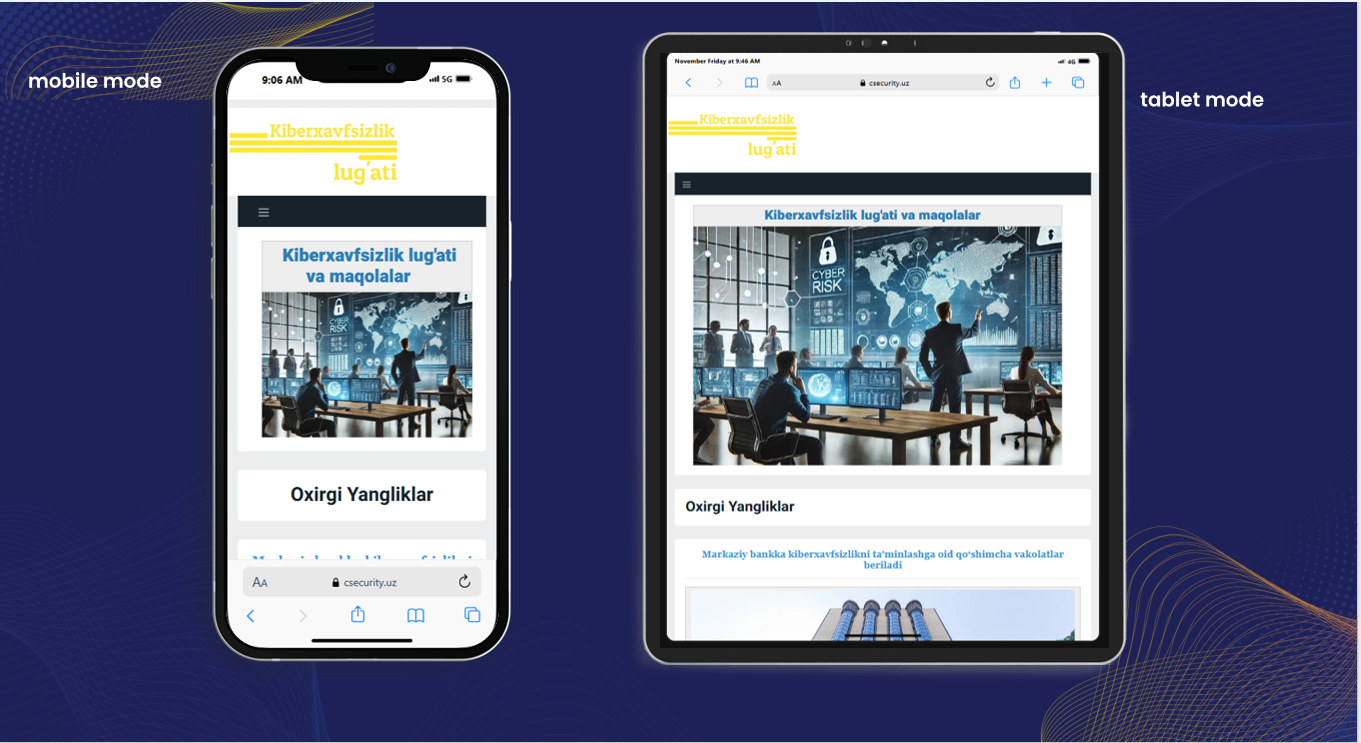 mobile mode
9:06 AM
5G
Kiberxavfsizlik
lug'ati
Kiberxavfsizlik lug'ati
va maqolalar
CYBER
RISK
Oxirgi Yangliklar
AA
csecurity.uz
tablet mode
November Friday at 9:46 AM
4G
AA
csecurity.uz
Kiberxavfsizlik
lug'ati
Kiberxavfsizlik lug'ati va maqolalar
CYBER
RISK
Oxirgi Yangliklar
Markaziy bankka kiberxavfsizlikni ta'minlashga oid qo‘shimcha vakolatlar
beriladi